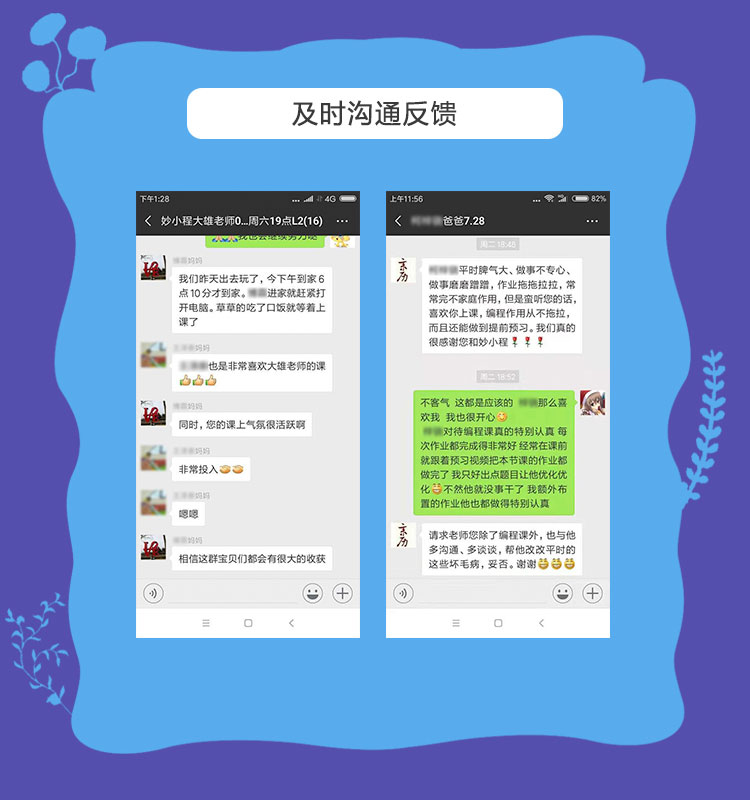 及时沟通反馈
下午1:28
4G
妙小程大雄老师0...周六19点L2(16)
我也会继续努力哒
妈妈
我们昨天出去玩了，今下午到家6
点10分才到家。
进家就赶紧打
开电脑。草草的吃了口饭就等着上
课了
妈妈
也是非常喜欢大雄老师的课
妈妈
同时，您的课上气氛很活跃啊
妈妈
非常投入
妈妈
嗯嗯
妈妈
相信这群宝贝们都会有很大的收获
上午11:56
82%
爸爸7.28
周二 18:48
平时脾气大、做事不专心、
做事磨磨蹭蹭，作业拖拖拉拉，常
常完不家庭作用，但是蛮听您的话，
喜欢你上课，编程作用从不拖拉，
而且还能做到提前预习。我们真的
很感谢您和妙小程
周二 18:52
不客气 这都是应该的 那么喜
欢我 我也很开心
对待编程课真的特别认真 每
次作业都完成得非常好 经常在课前
就跟着预习视频把本节课的作业都
做完了 我只好出点题目让他优化优
化 不然他就没事干了 我额外布
置的作业他也都做得特别认真
请求老师您除了编程课外，也与他
多沟通、多谈谈，帮他改改平时的
这些坏毛病，妥否。谢谢